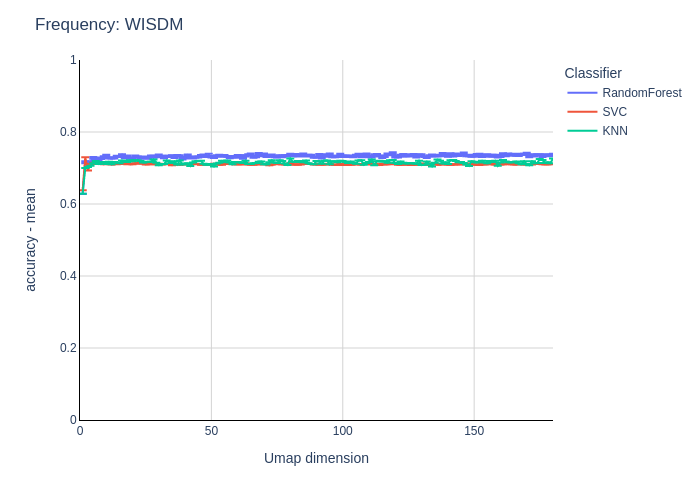 Frequency: WISDM
1
0.8
0.6
0.4
0.2
0
0
50
100
150
accuracy - mean
Umap dimension
Classifier
RandomForest
SVC
KNN